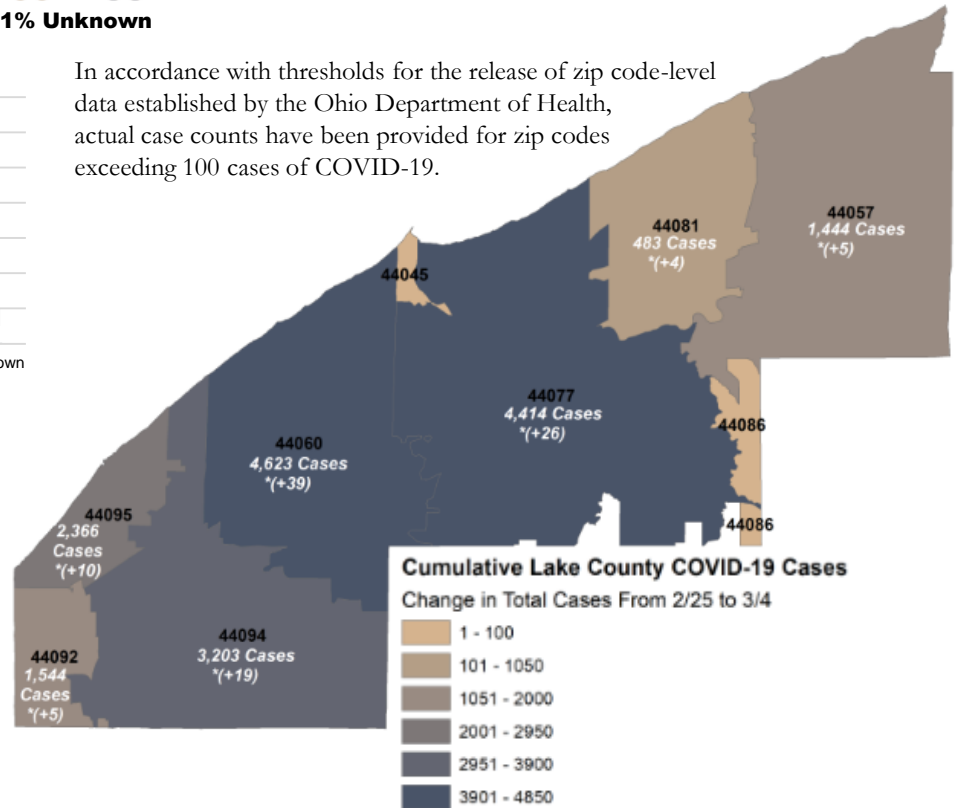 1% Unknown
In accordance with thresholds for the release of zip code-level
data established by the Ohio Department of Health,
actual case counts have been provided for zip codes
exceeding 100 cases of COVID-19.
own
44057
1,444 Cases
*(+5)
44081
483 Cases
*(+4)
44045
44077
4,414 Cases
*(+26)
44086
44086
44060
4,623 Cases
*(+39)
44095
2,366
Cases
*(+10)
44094
3,203 Cases
*(+19)
44092
1,544
Cases
*(+5)
Cumulative Lake County COVID-19 Cases
Change in Total Cases From 2/25 to 3/4
1 - 100
101 - 1050
1051 - 2000
2001 - 2950
2951 - 3900
3901 - 4850